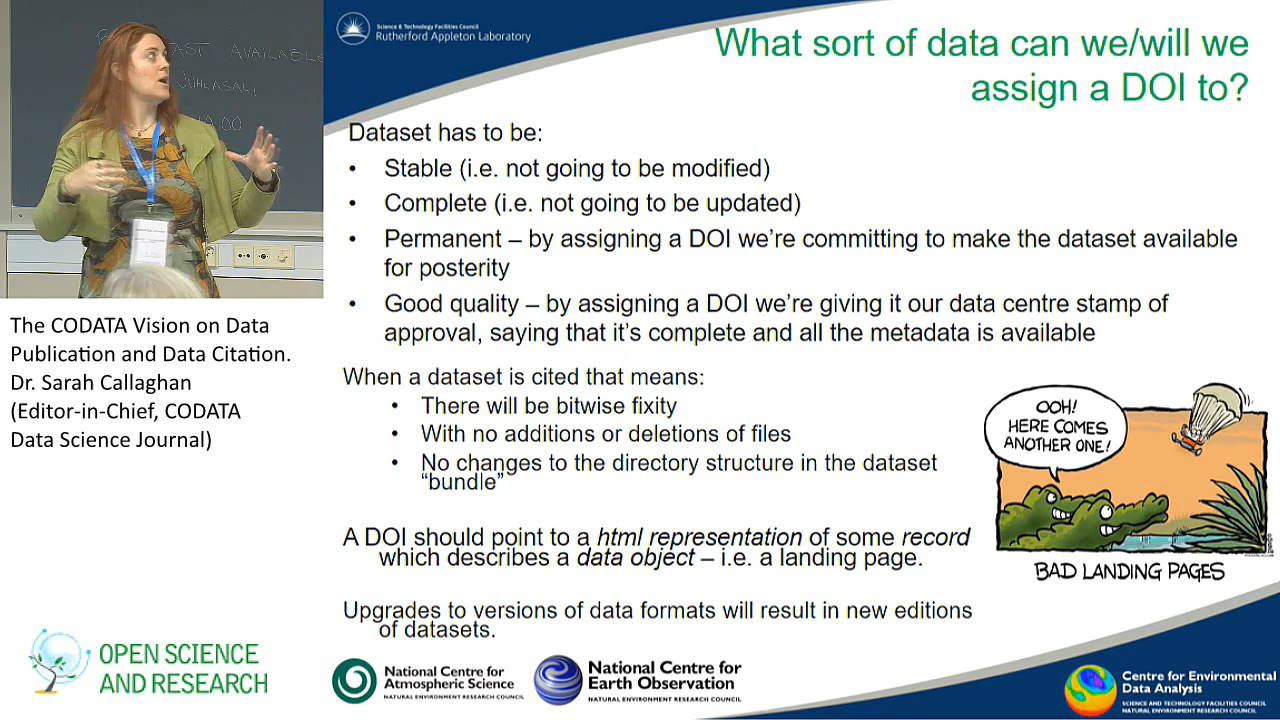 FAST AVAILABLE
Science & Technology Facilities Council
Rutherford Appleton Laboratory
What sort of data can we/will we
assign a DOI to?
Dataset has to be:
• Stable (i.e. not going to be modified)
• Complete (i.e. not going to be updated)
• Permanent – by assigning a DOI we're committing to make the dataset available
for posterity
• Good quality – by assigning a DOI we're giving it our data centre stamp of
approval, saying that it's complete and all the metadata is available
The CODATA Vision on Data
Publication and Data Citation.
Dr. Sarah Callaghan
(Editor-in-Chief, CODATA
Data Science Journal)
When a dataset is cited that means:
• There will be bitwise fixity
• With no additions or deletions of files
• No changes to the directory structure in the dataset
“bundle”
OOH!
HERE COMES
ANOTHER ONE!
BAD LANDING PAGES
A DOI should point to a html representation of some record
which describes a data object – i.e. a landing page.
Upgrades to versions of data formats will result in new editions
of datasets.
OPEN SCIENCE
AND RESEARCH
National Centre for
Atmospheric Science
NATURAL ENVIRONMENT RESEARCH COUNCIL
National Centre for
Earth Observation
NATURAL ENVIRONMENT RESEARCH COUNCIL
Centre for Environmental
Data Analysis
SCIENCE AND TECHNOLOGY FACILITIES COUNCIL
NATURAL ENVIRONMENT RESEARCH COUNCIL